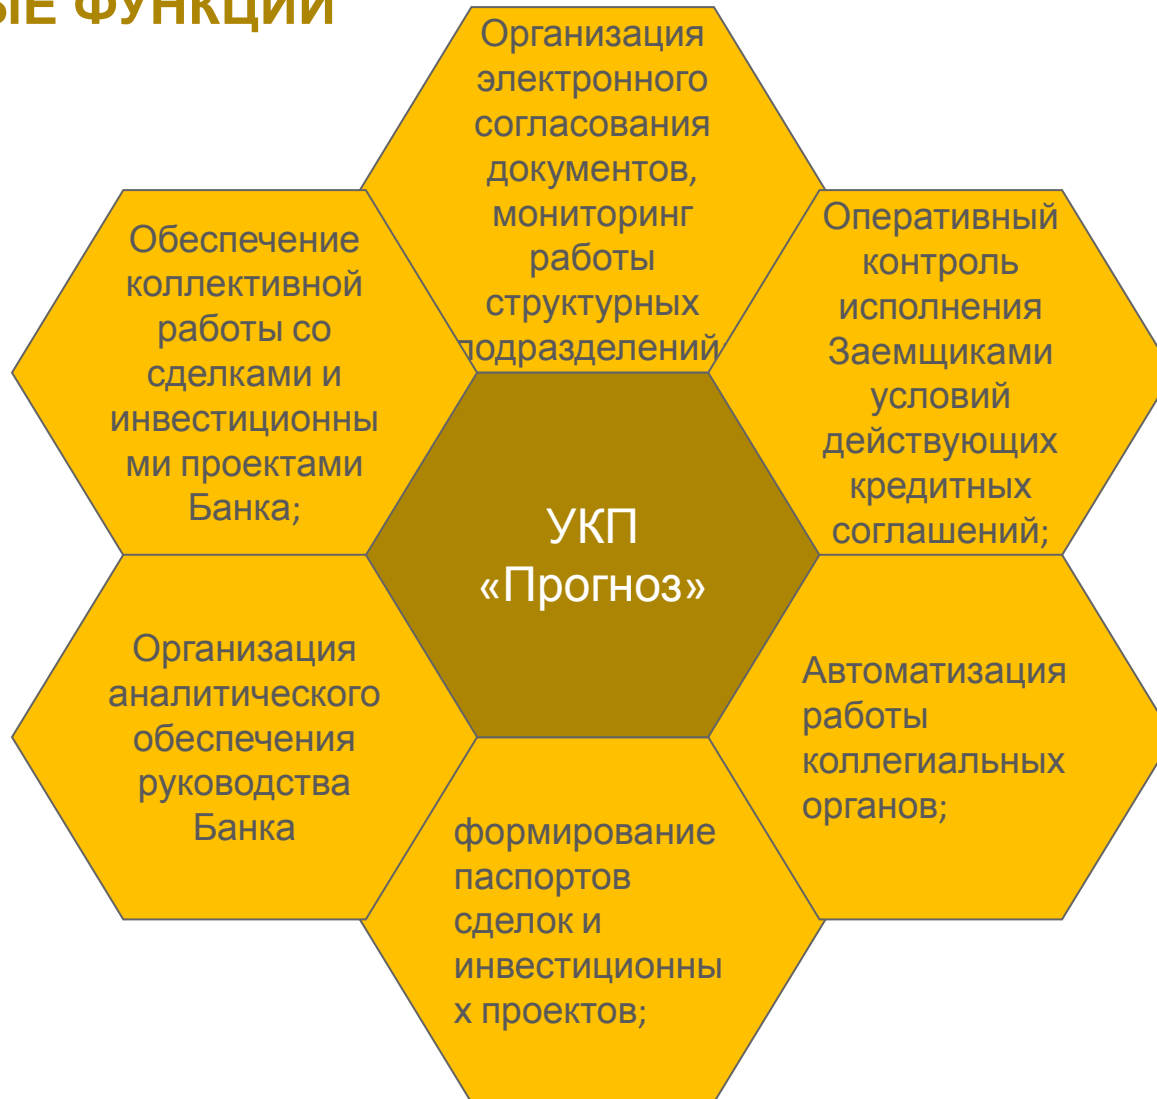 ФУНКЦИИ
Организация
электронного
согласования
документов,
мониторинг
работы
структурных
подразделений
Обеспечение
коллективной
работы со
сделками и
инвестиционны
ми проектами
Банка;
Оперативный
контроль
исполнения
Заемщиками
условий
действующих
кредитных
соглашений;
УКП
«Прогноз»
Организация
аналитического
обеспечения
руководства
Банка
Автоматизация
работы
коллегиальных
органов;
формирование
паспортов
сделок и
инвестиционны
х проектов;